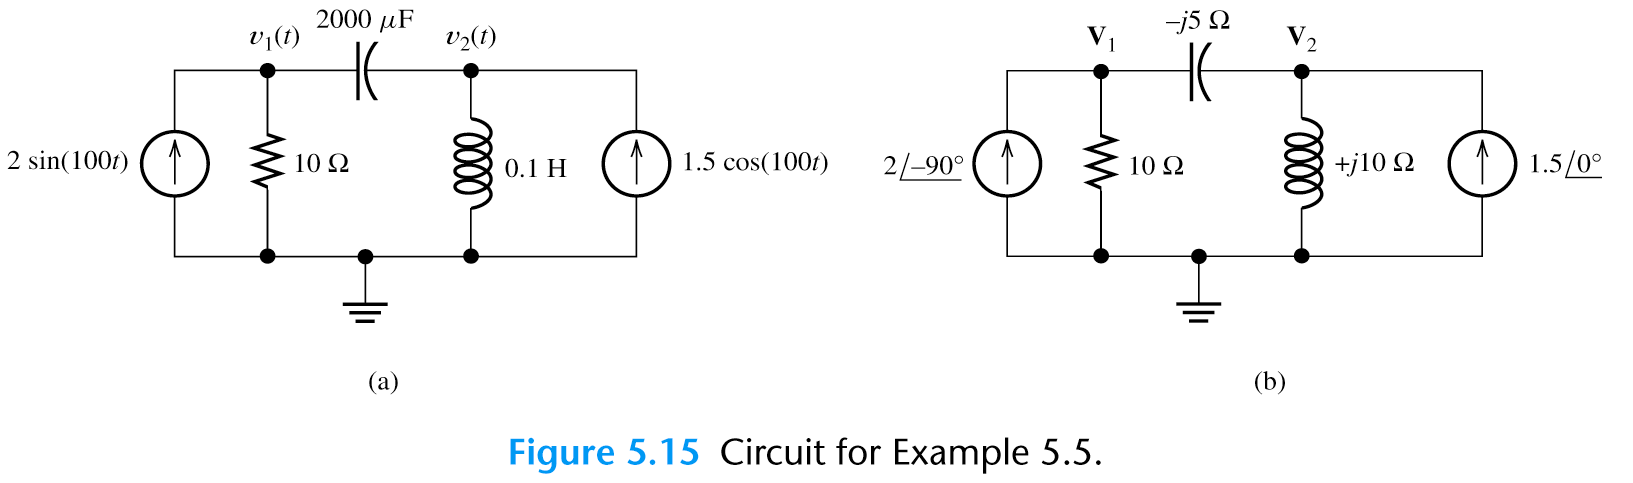 2000 μF
v₁(t)
v₂(t)
2 sin(100t)
10 Ω
0.1 H
1.5 cos(100t)
(a)
–j5 Ω
V₁
V₂
2/–90°
10 Ω
+j10 Ω
1.5/0°
(b)
Figure 5.15 Circuit for Example 5.5.